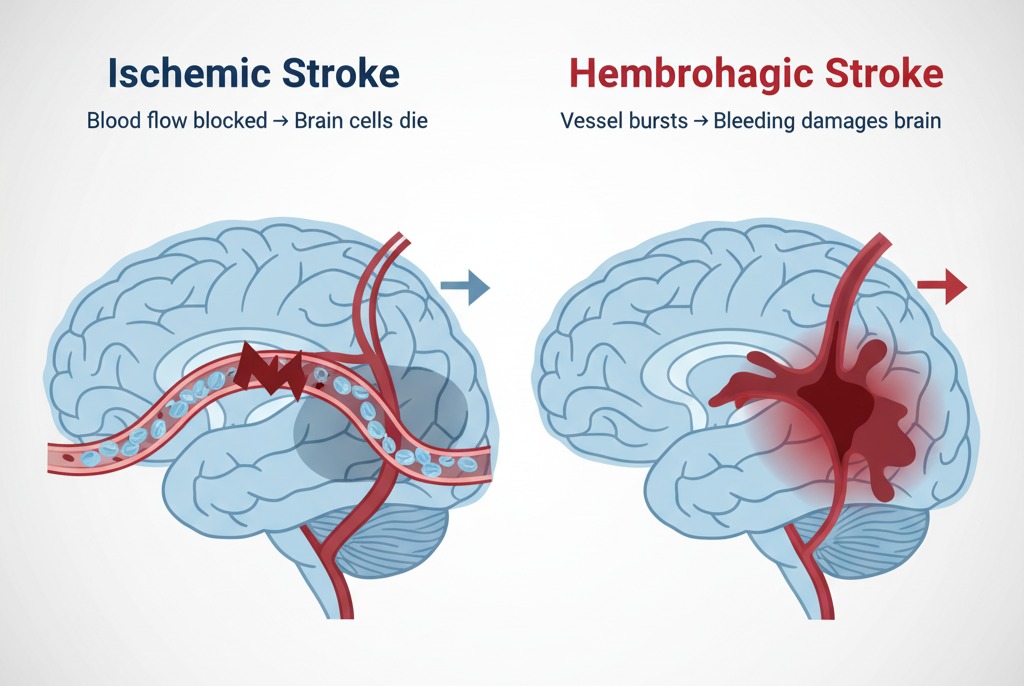 Ischemic Stroke
Blood flow blocked → Brain cells die
Hembrohagic Stroke
Vessel bursts → Bleeding damages brain